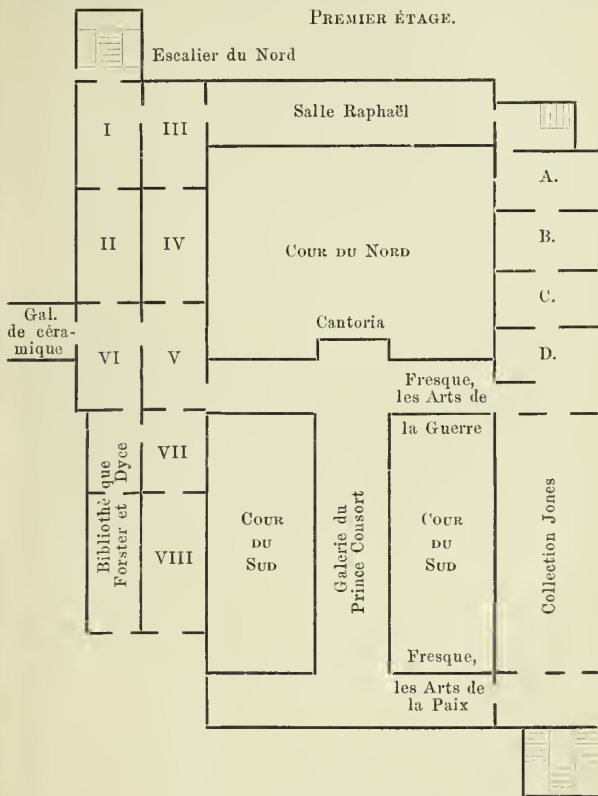 PREMIER ÉTAGE.
Escalier du Nord
Salle Raphaël
I
III
A.
II
IV
COUR DU NORD
B.
C.
Gal.
de céra-
mique
VI
V
Cantoria
D.
Fresque,
les Arts de
la Guerre
Bibliothèque
Forster et Dyce
VII
VIII
COUR
DU
SUD
Galerie du
Prince Consort
COUR
DU
SUD
Collection Jones
Fresque,
les Arts de
la Paix